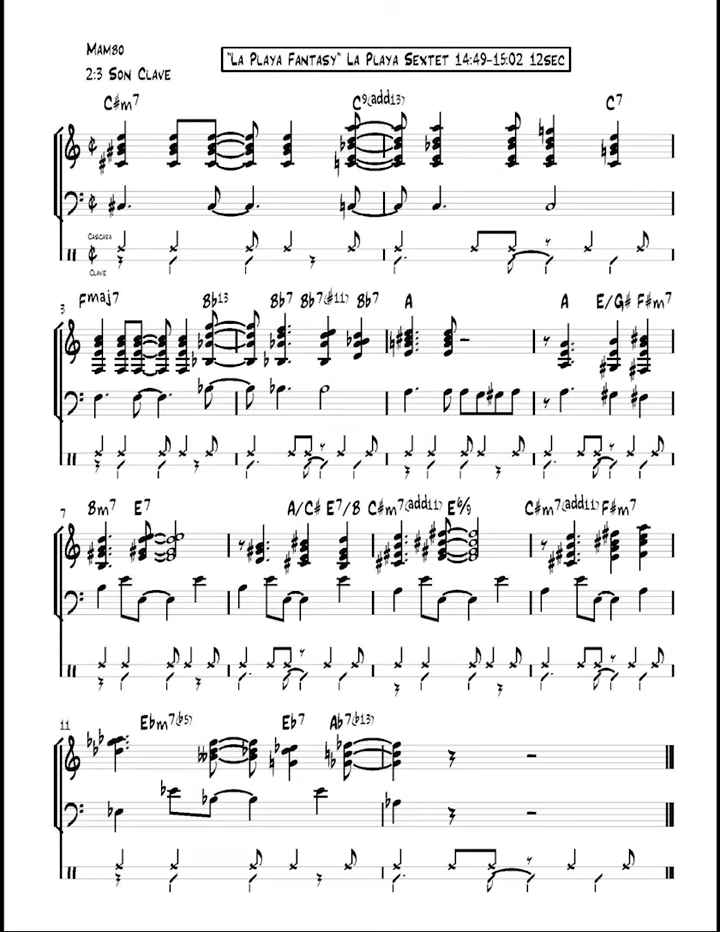 Mambo
2:3 Son Clave
"La Playa Fantasy" La Playa Sextet 14:49-15:02 12sec
C#m7 C9(add13) C7
Cascara
Clave
3
Fmaj7 Bb13 Bb7 Bb7(#11) Bb7 A A E/G# F#m7
7
Bm7 E7 A/C# E7/B C#m7(add11) E6/9 C#m7(add11) F#m7
11
Ebm7(b5) Eb7 Ab7(b13)